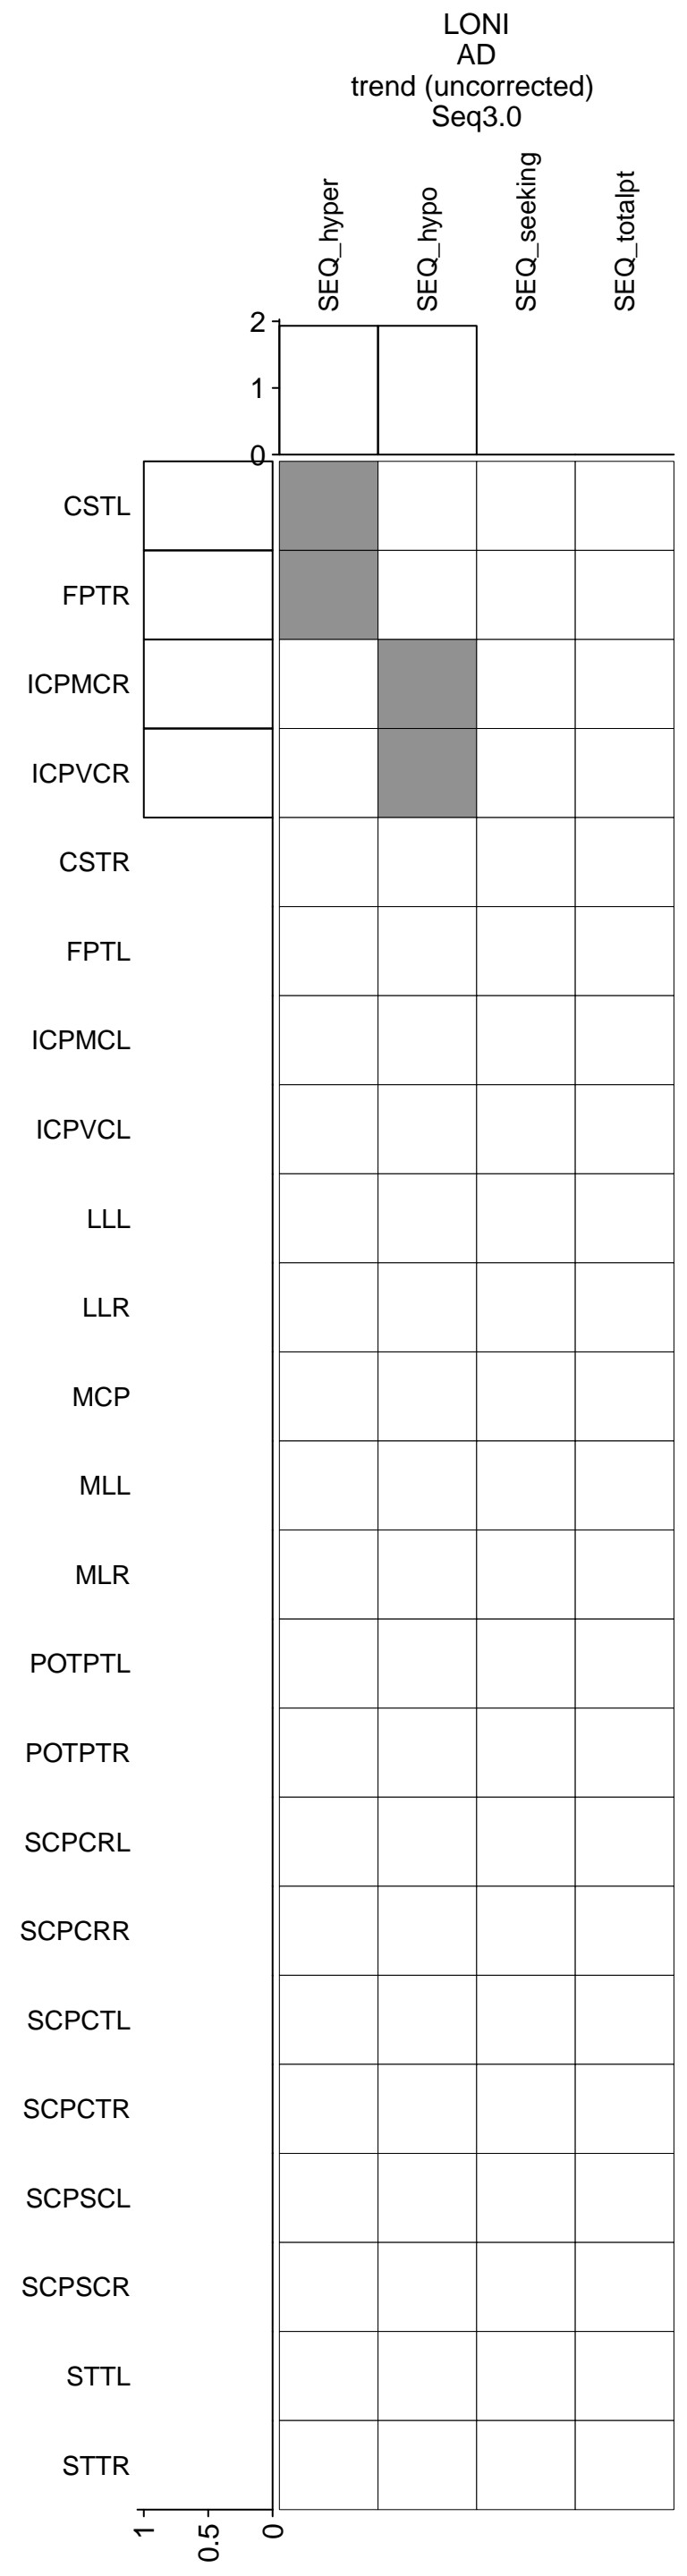 LONI
AD
trend (uncorrected)
Seq3.0
SEQ_hyper
SEQ_hypo
SEQ_seeking
SEQ_totalpt
2
1
0
CSTL
FPTR
ICPMCR
ICPVCR
CSTR
FPTL
ICPMCL
ICPVCL
LLL
LLR
MCP
MLL
MLR
POTPTL
POTPTR
SCPCRL
SCPCRR
SCPCTL
SCPCTR
SCPSCL
SCPSCR
STTL
STTR
1
0.5
0